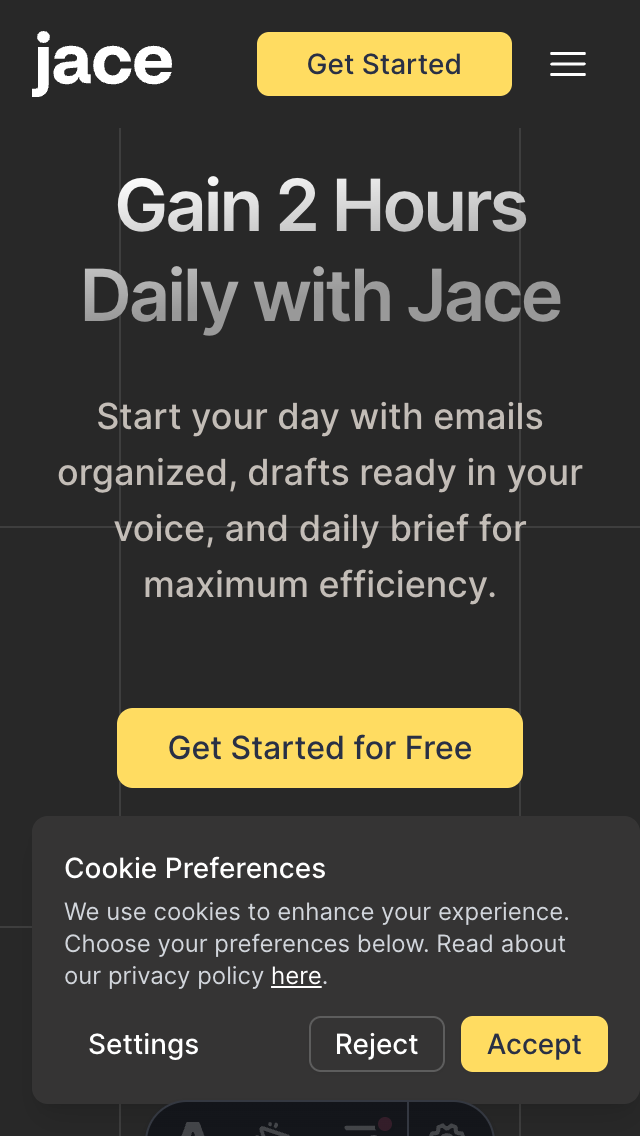 jace
Get Started
Gain 2 Hours
Daily with Jace
Start your day with emails
organized, drafts ready in your
voice, and daily brief for
maximum efficiency.
Get Started for Free
Cookie Preferences
We use cookies to enhance your experience.
Choose your preferences below. Read about
our privacy policy here.
Settings
Reject
Accept